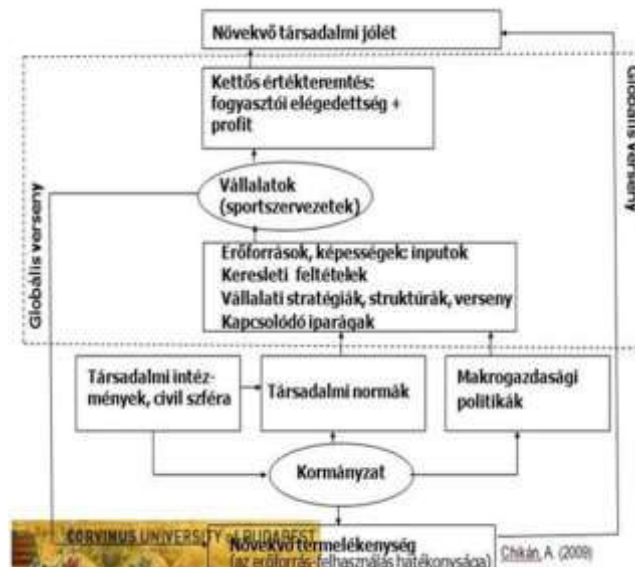 Növekvő társadalmi jólét
Kettős értékteremtés:
fogyasztói elégedettség +
profit
Globális verseny
Globális verseny
Vállalatok
(sportszervezetek)
Erőforrások, képességek: inputok
Keresleti feltételek
Vállalati stratégiák, struktúrák, verseny
Kapcsolódó iparágak
Társadalmi intéz-
mények, civil szféra
Társadalmi normák
Makrogazdasági
politikák
Kormányzat
CORVINUS UNIVERSITY of BUDAPEST
Növekvő termelékenység
(az erőforrás-felhasználás hatékonysága)
Chikán, A. (2009)